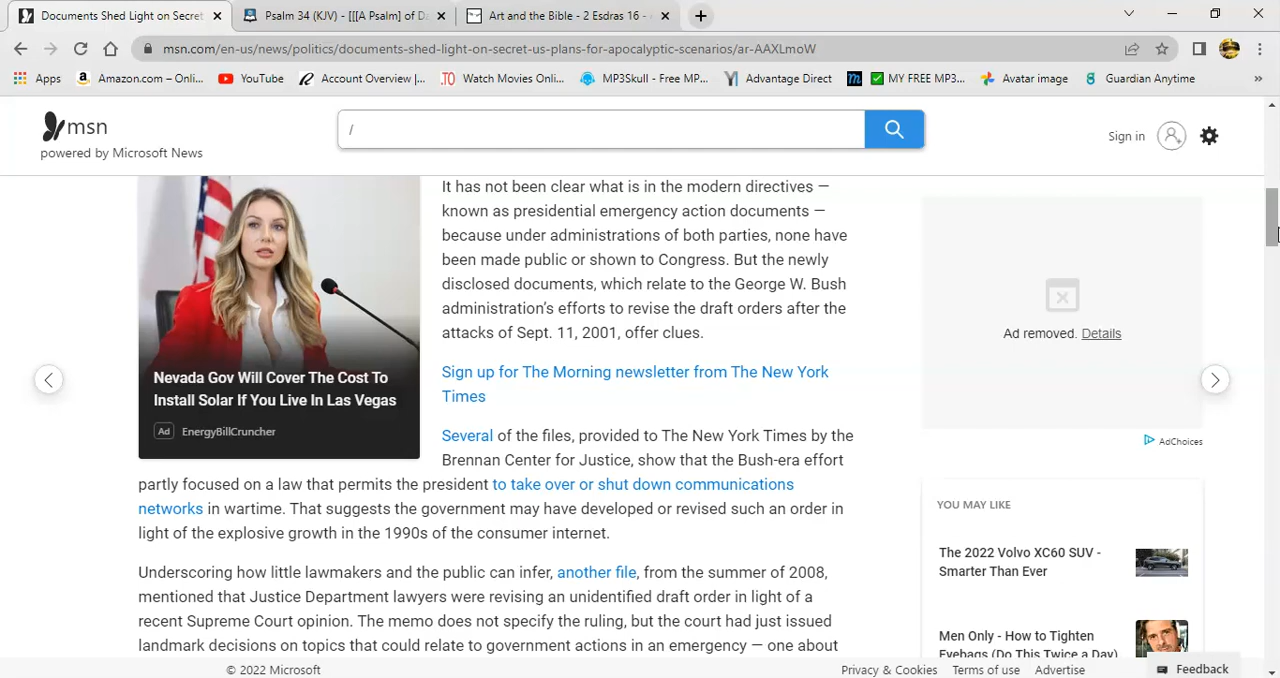 Documents Shed Light on Secret
Psalm 34 (KJV) - [[[A Psalm] of Da
Art and the Bible - 2 Esdras 16 -
msn.com/en-us/news/politics/documents-shed-light-on-secret-us-plans-for-apocalyptic-scenarios/ar-AAXLmoW
Apps
Amazon.com – Onli...
YouTube
Account Overview |...
Watch Movies Onli...
MP3Skull - Free MP...
Advantage Direct
MY FREE MP3...
Avatar image
Guardian Anytime
msn
powered by Microsoft News
/
Sign in
It has not been clear what is in the modern directives —
known as presidential emergency action documents —
because under administrations of both parties, none have
been made public or shown to Congress. But the newly
disclosed documents, which relate to the George W. Bush
administration's efforts to revise the draft orders after the
attacks of Sept. 11, 2001, offer clues.
Nevada Gov Will Cover The Cost To
Install Solar If You Live In Las Vegas
Ad EnergyBillCruncher
Sign up for The Morning newsletter from The New York
Times
Several of the files, provided to The New York Times by the
Brennan Center for Justice, show that the Bush-era effort
partly focused on a law that permits the president to take over or shut down communications
networks in wartime. That suggests the government may have developed or revised such an order in
light of the explosive growth in the 1990s of the consumer internet.
Underscoring how little lawmakers and the public can infer, another file, from the summer of 2008,
mentioned that Justice Department lawyers were revising an unidentified draft order in light of a
recent Supreme Court opinion. The memo does not specify the ruling, but the court had just issued
landmark decisions on topics that could relate to government actions in an emergency — one about
Ad removed. Details
AdChoices
YOU MAY LIKE
The 2022 Volvo XC60 SUV -
Smarter Than Ever
Men Only - How to Tighten
Eyebags (Do This Twice a Day)
© 2022 Microsoft
Privacy & Cookies
Terms of use
Advertise
Feedback